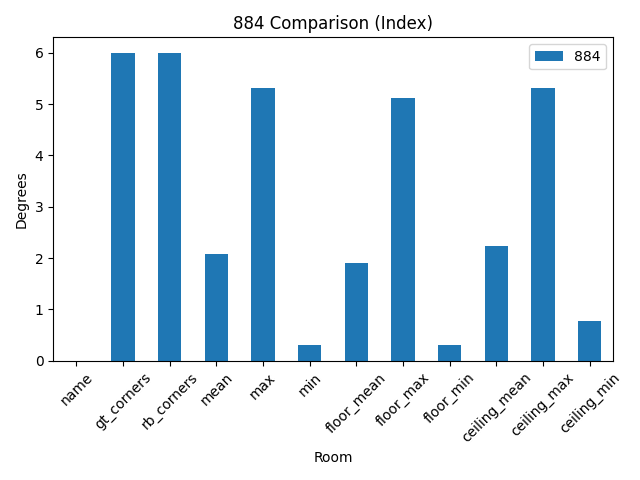 884 Comparison (Index)
884
Degrees
6
5
4
3
2
1
0
name
gt_corners
rb_corners
mean
max
min
floor_mean
floor_max
floor_min
ceiling_mean
ceiling_max
ceiling_min
Room